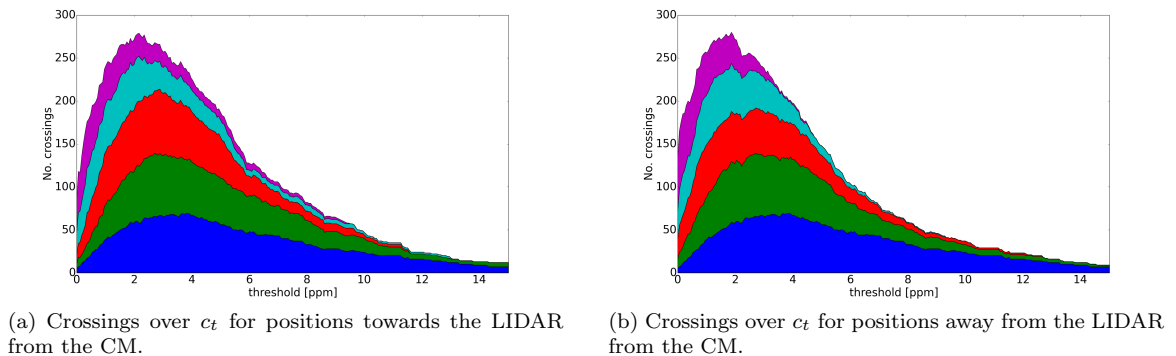 300
250
200
150
100
50
0
No. crossings
0 2 4 6 8 10 12 14
threshold [ppm]
(a) Crossings over c_t for positions towards the LIDAR
from the CM.
300
250
200
150
100
50
0
No. crossings
0 2 4 6 8 10 12 14
threshold [ppm]
(b) Crossings over c_t for positions away from the LIDAR
from the CM.